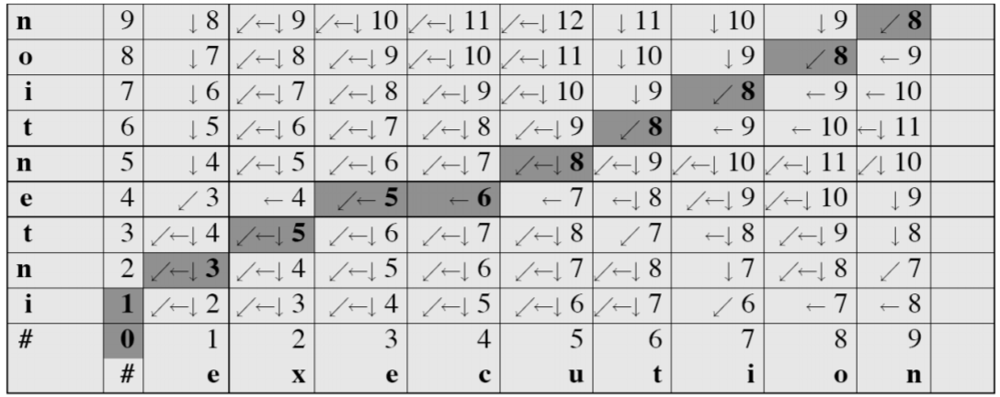 n 9 ↓ 8 ↙←↓ 9 ↙←↓ 10 ↙←↓ 11 ↙←↓ 12 ↓ 11 ↓ 10 ↓ 9 ↙ 8
o 8 ↓ 7 ↙←↓ 8 ↙←↓ 9 ↙←↓ 10 ↙←↓ 11 ↓ 10 ↓ 9 ↙ 8 ← 9
i 7 ↓ 6 ↙←↓ 7 ↙←↓ 8 ↙←↓ 9 ↙←↓ 10 ↓ 9 ↙ 8 ← 9 ← 10
t 6 ↓ 5 ↙←↓ 6 ↙←↓ 7 ↙←↓ 8 ↙←↓ 9 ↙ 8 ← 9 ← 10 ←↓ 11
n 5 ↓ 4 ↙←↓ 5 ↙←↓ 6 ↙←↓ 7 ↙←↓ 8 ↙←↓ 9 ↙←↓ 10 ↙←↓ 11 ↙↓ 10
e 4 ↙ 3 ← 4 ↙← 5 ← 6 ← 7 ←↓ 8 ↙←↓ 9 ↙←↓ 10 ↓ 9
t 3 ↙←↓ 4 ↙←↓ 5 ↙←↓ 6 ↙←↓ 7 ↙←↓ 8 ↙ 7 ←↓ 8 ↙←↓ 9 ↓ 8
n 2 ↙←↓ 3 ↙←↓ 4 ↙←↓ 5 ↙←↓ 6 ↙←↓ 7 ↙←↓ 8 ↓ 7 ↙←↓ 8 ↙ 7
i 1 ↙←↓ 2 ↙←↓ 3 ↙←↓ 4 ↙←↓ 5 ↙←↓ 6 ↙←↓ 7 ↙ 6 ← 7 ← 8
# 0 1 2 3 4 5 6 7 8 9
# e x e c u t i o n